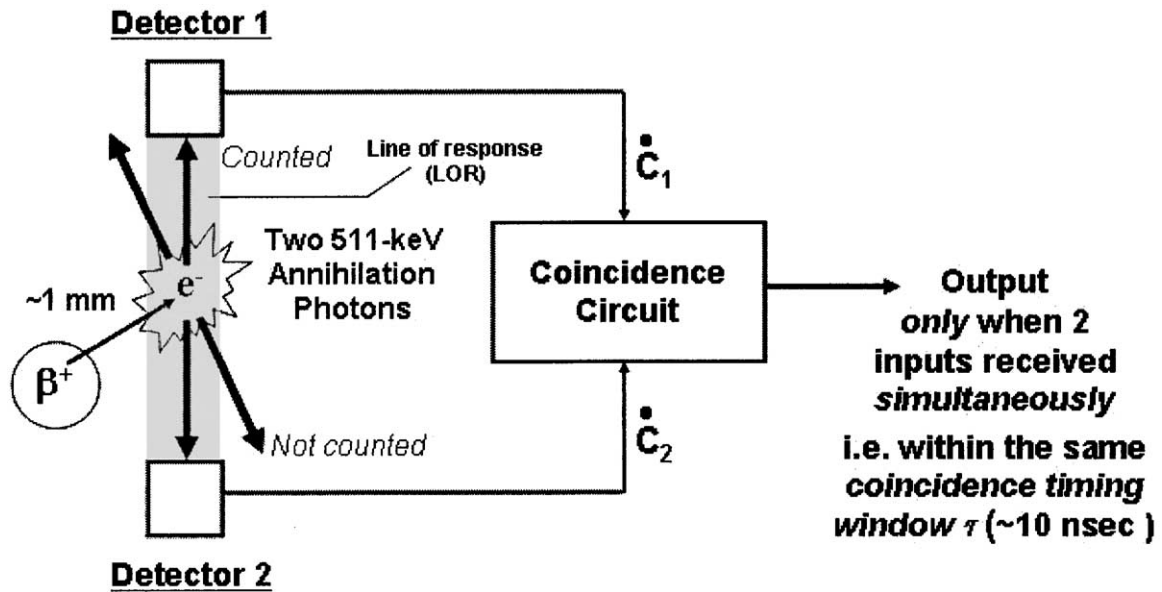 Detector 1
Counted
Line of response
(LOR)
Ċ₁
Two 511-keV
Annihilation
Photons
e⁻
~1 mm
β⁺
Coincidence
Circuit
Output
only when 2
inputs received
simultaneously
i.e. within the same
coincidence timing
window τ (~10 nsec )
Not counted
Ċ₂
Detector 2